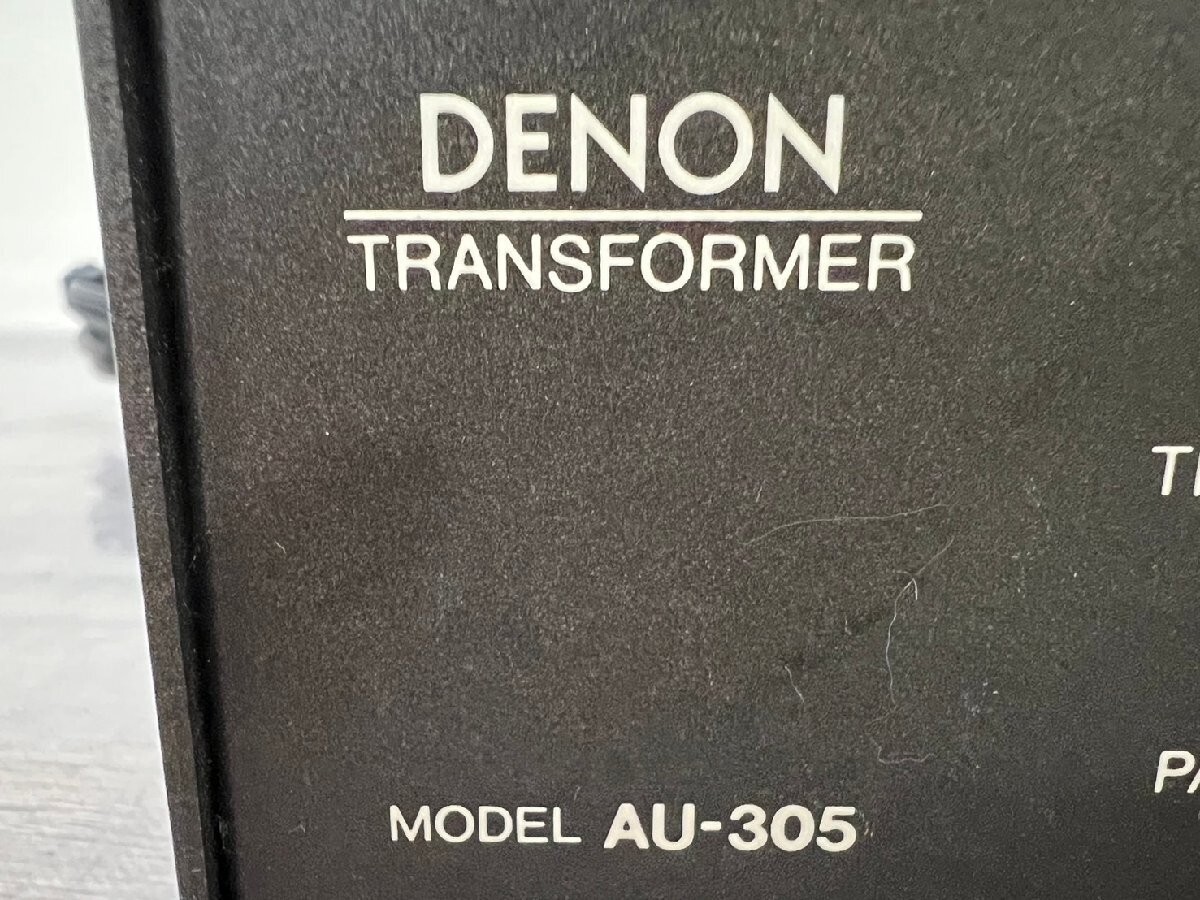 DENON
TRANSFORMER
MODEL AU-305